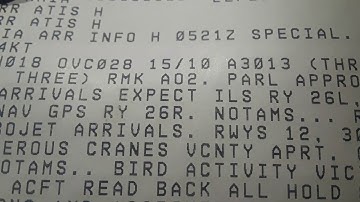 RR ATIS H
RR ATIS H
IA ARR INFO H 0521Z SPECIAL.
AKT
018 OVC028 15/10 A3013 (THR
THREE) RMK AO2. PARL APPRO
ARRIVALS EXPECT ILS RY 26L.
NAV GPS RY 26R. NOTAMS...
ROJET ARRIVALS. RWYS 12, 3
EROUS CRANES VCNTY APRT.
OTAMS.. BIRD ACTIVITY VIC
ACFT READ BACK ALL HOLD